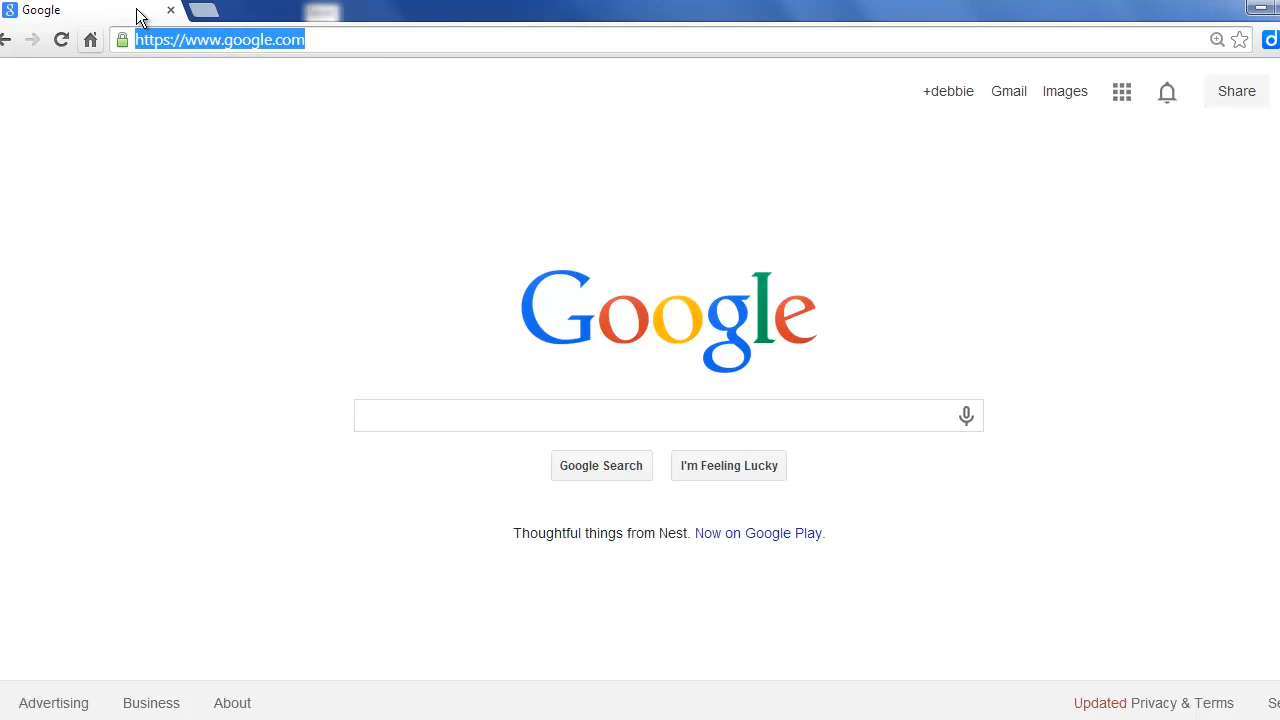 Google
https://www.google.com
+debbie Gmail Images Share
Google
Google Search I'm Feeling Lucky
Thoughtful things from Nest. Now on Google Play.
Advertising Business About Updated Privacy & Terms